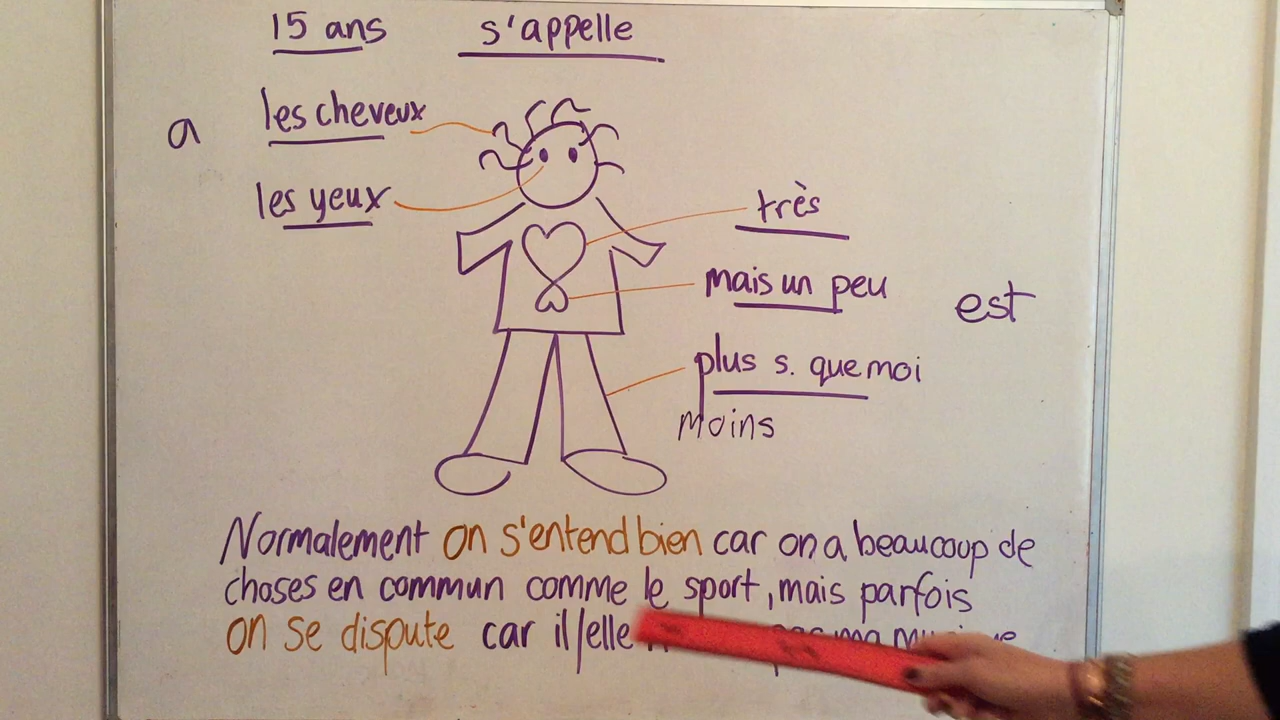 15 ans s'appelle
a les cheveux
les yeux
très
mais un peu
est
plus s. que moi
moins
Normalement on s'entend bien car on a beaucoup de
choses en commun comme le sport, mais parfois
on se dispute car il/elle pas ma